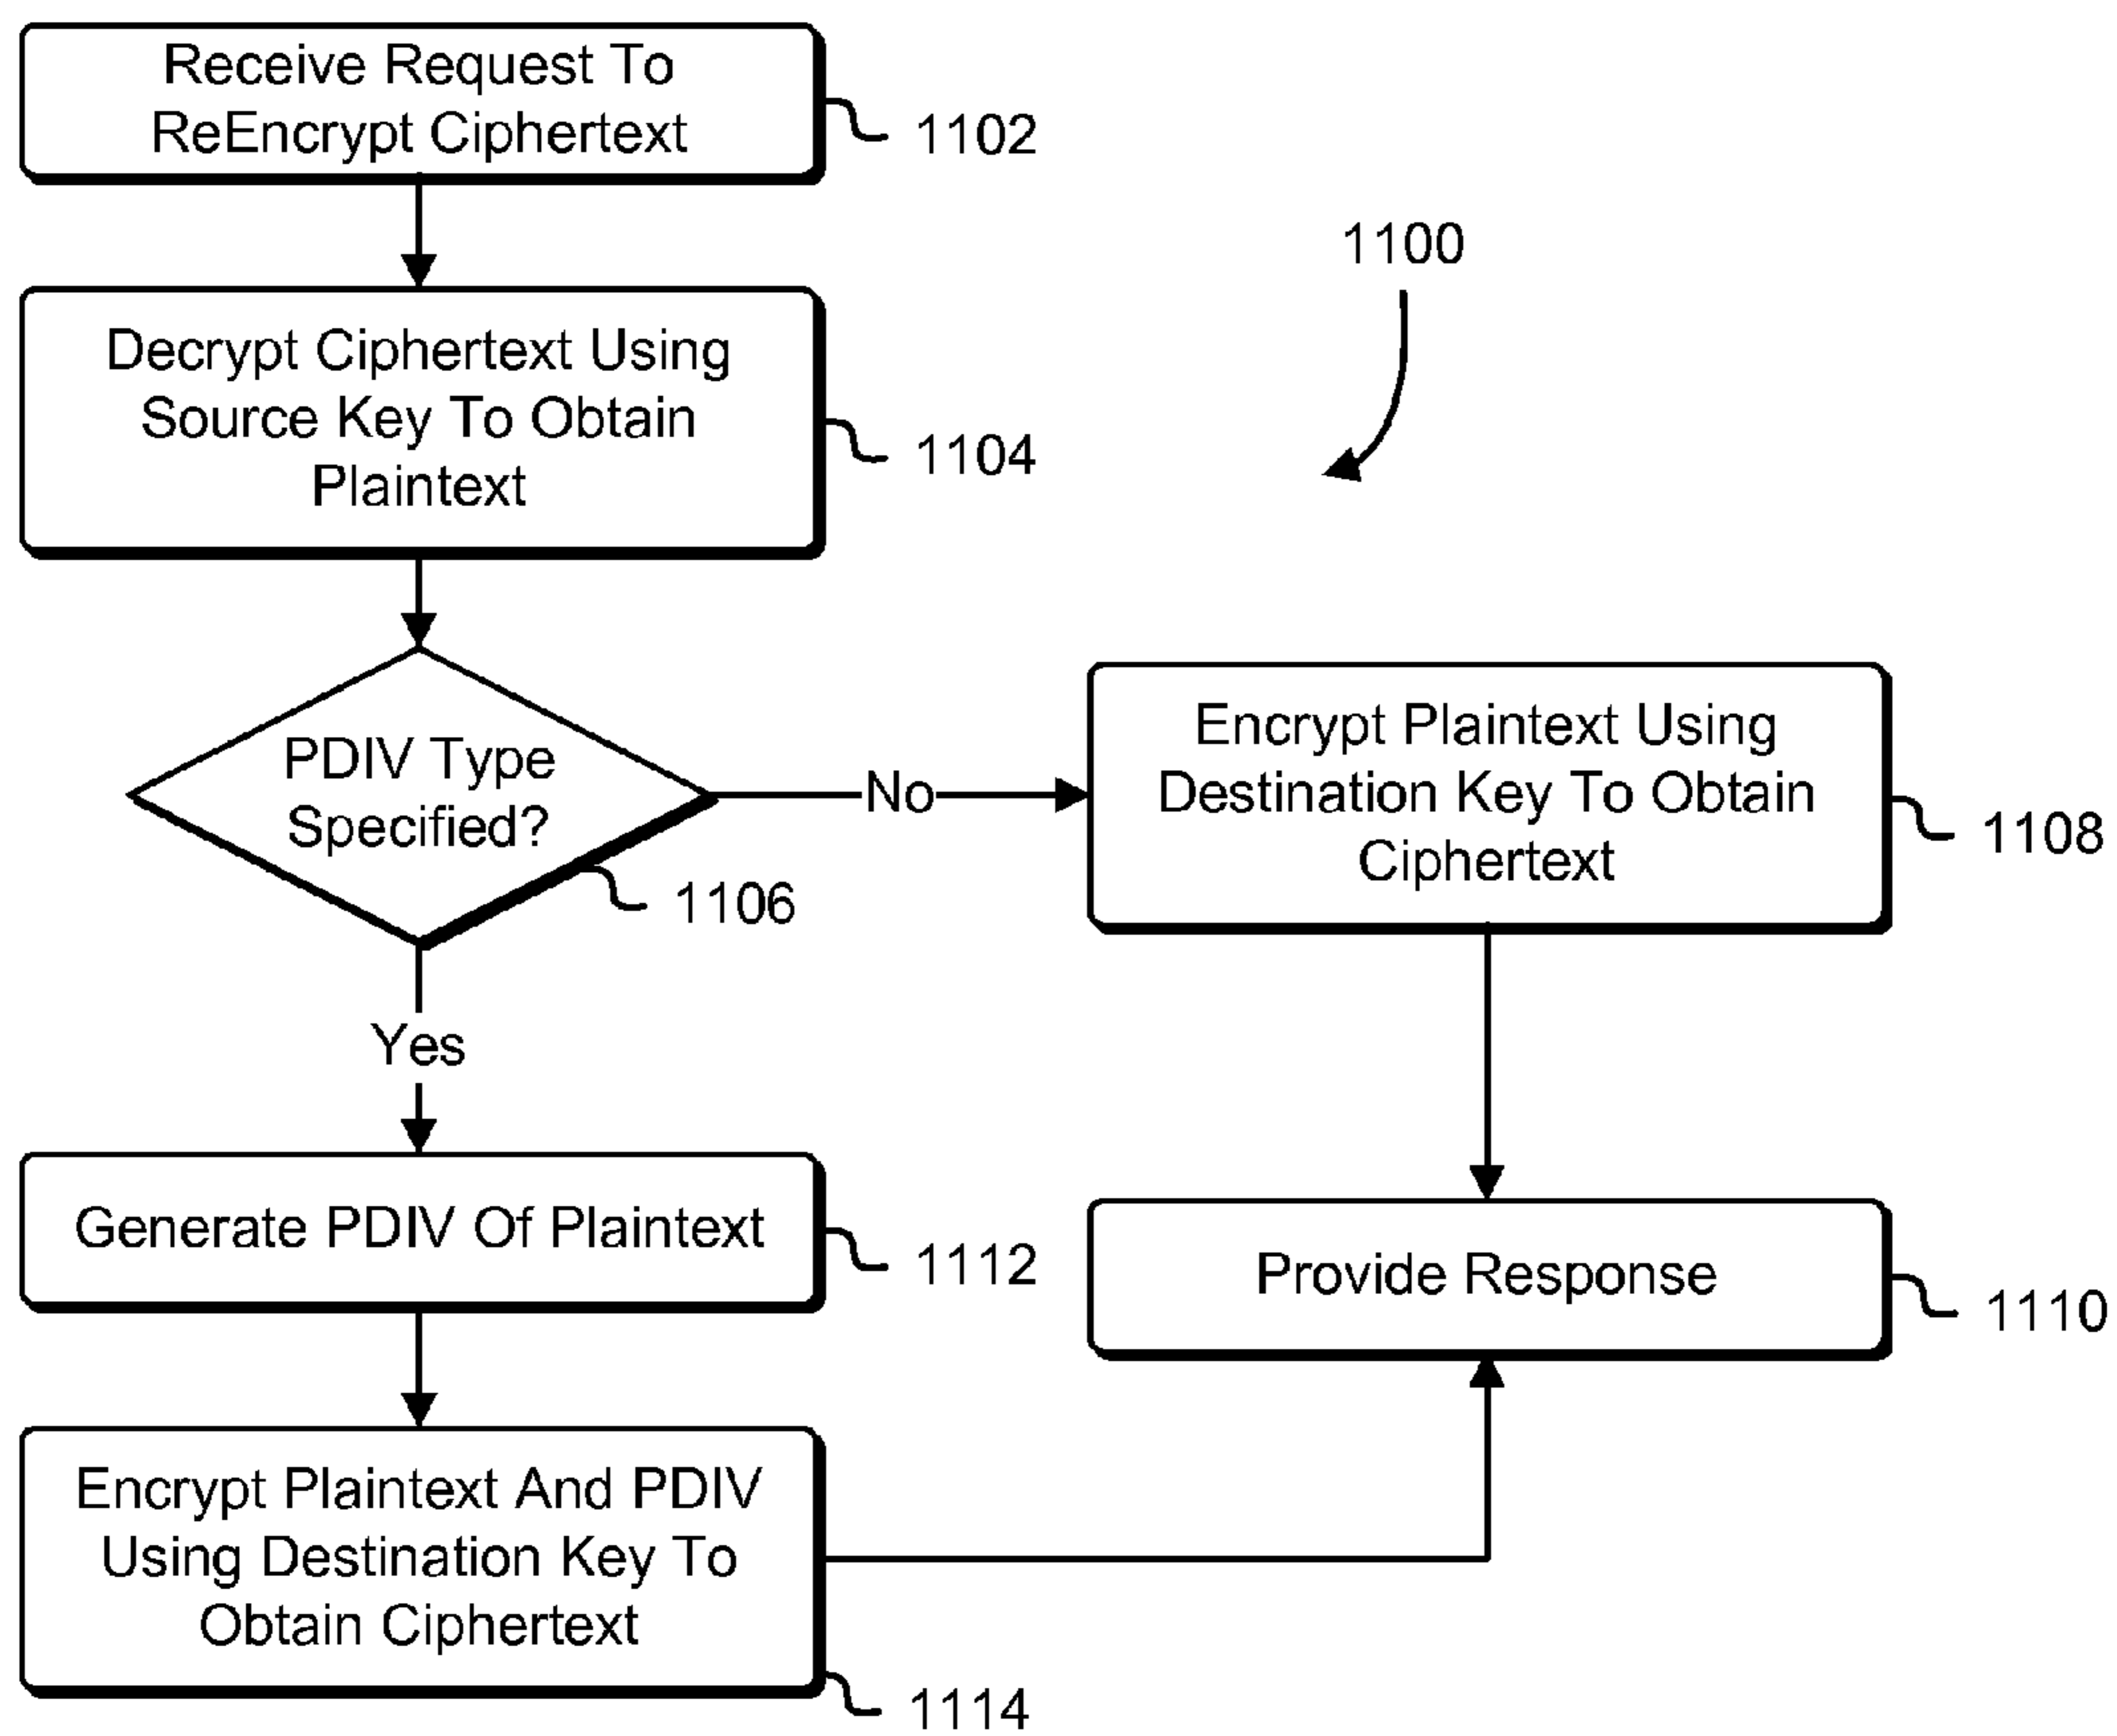 Receive Request To
ReEncrypt Ciphertext
1102
1100
Decrypt Ciphertext Using
Source Key To Obtain
Plaintext
1104
PDIV Type
Specified?
1106
No
Encrypt Plaintext Using
Destination Key To Obtain
Ciphertext
1108
Yes
Generate PDIV Of Plaintext
1112
Provide Response
1110
Encrypt Plaintext And PDIV
Using Destination Key To
Obtain Ciphertext
1114